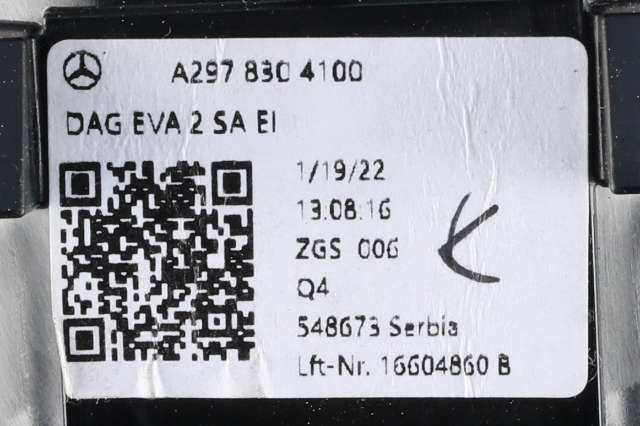 A297 830 4100
DAG EVA 2 SA EI
1/19/22
13:08:16
ZGS 006
Q4
548673 Serbia
Lft-Nr. 16604860 B